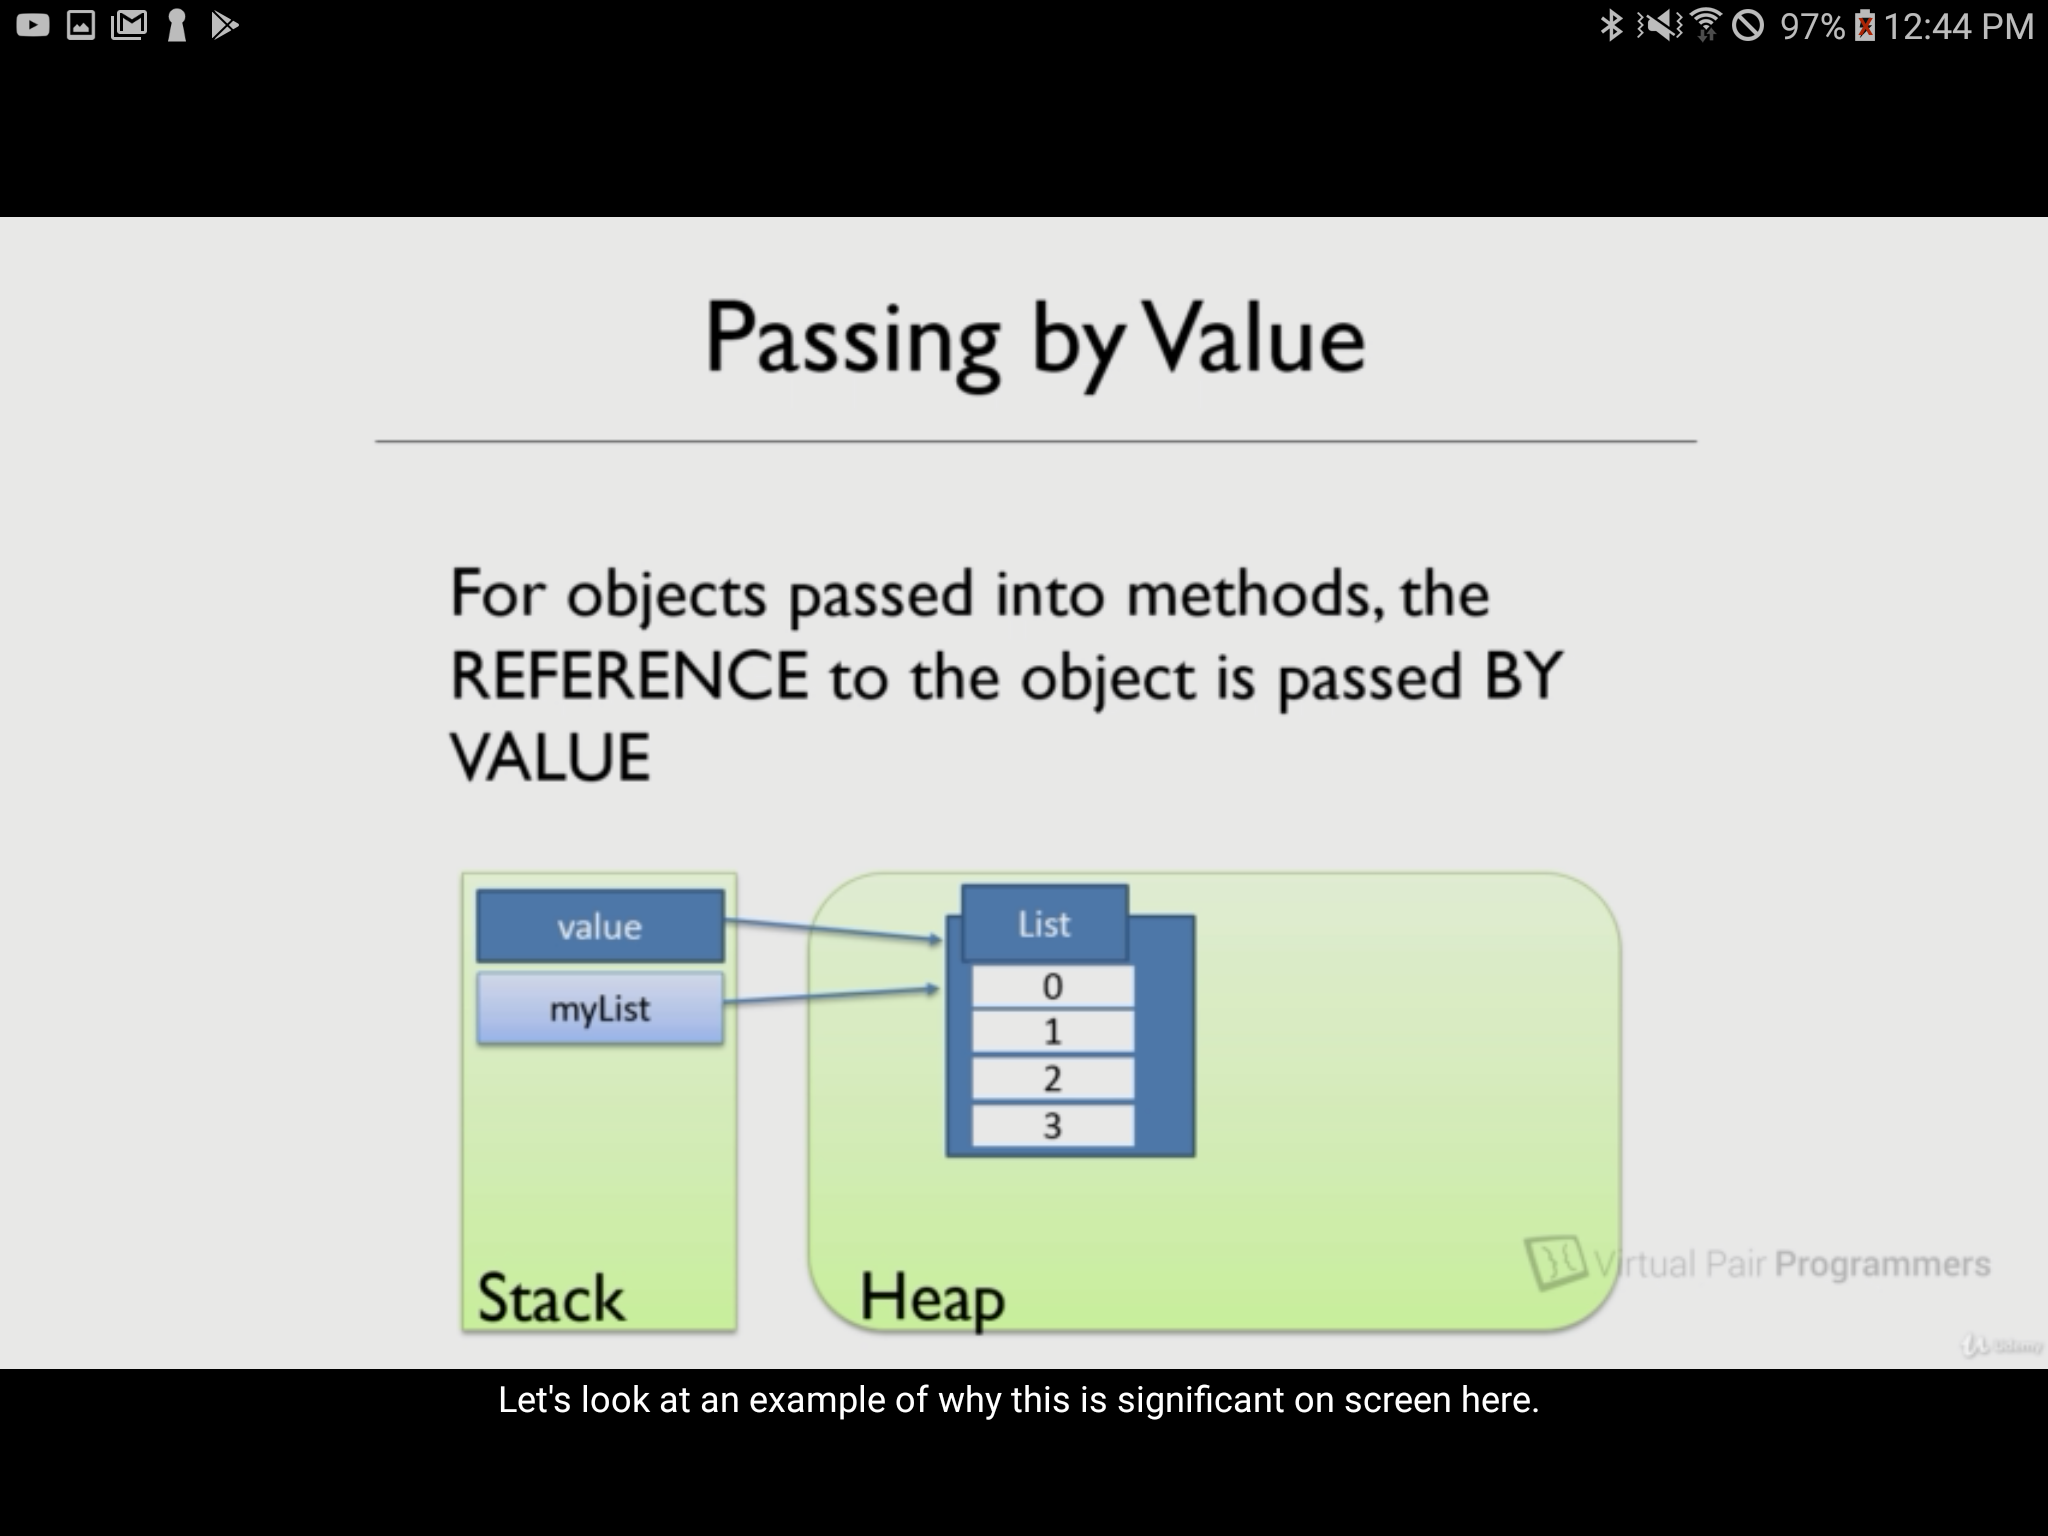 97% 12:44 PM
Passing by Value
For objects passed into methods, the
REFERENCE to the object is passed BY
VALUE
value
myList
List
0
1
2
3
Stack
Heap
Virtual Pair Programmers
Udemy
Let's look at an example of why this is significant on screen here.